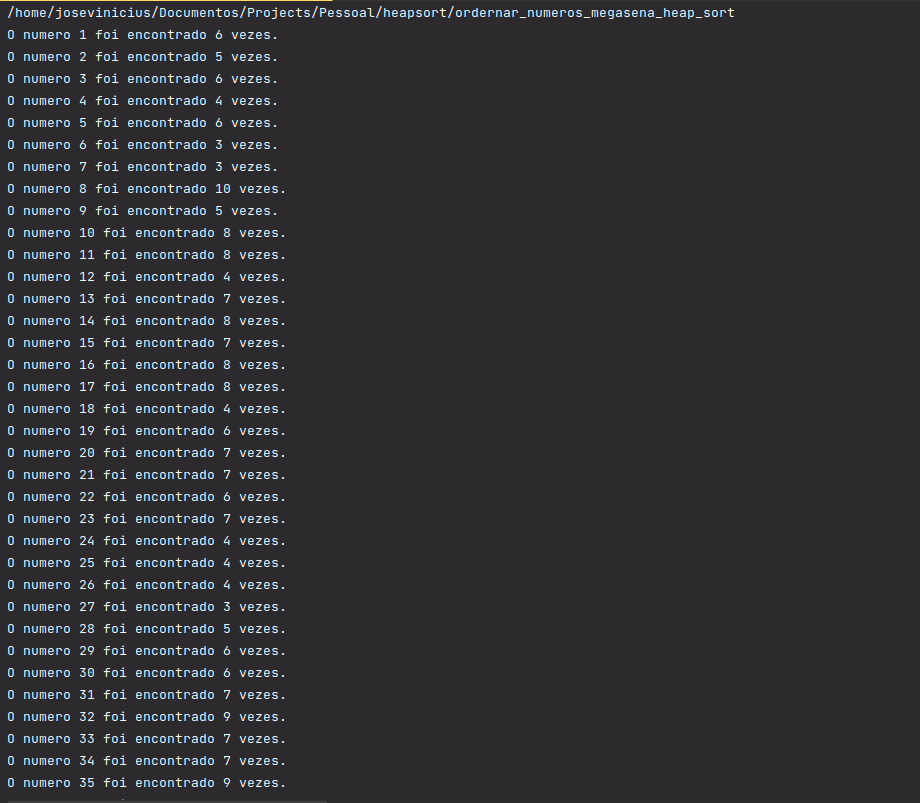 /home/josevinicius/Documentos/Projects/Pessoal/heapsort/ordernar_numeros_megasena_heap_sort
O numero 1 foi encontrado 6 vezes.
O numero 2 foi encontrado 5 vezes.
O numero 3 foi encontrado 6 vezes.
O numero 4 foi encontrado 4 vezes.
O numero 5 foi encontrado 6 vezes.
O numero 6 foi encontrado 3 vezes.
O numero 7 foi encontrado 3 vezes.
O numero 8 foi encontrado 10 vezes.
O numero 9 foi encontrado 5 vezes.
O numero 10 foi encontrado 8 vezes.
O numero 11 foi encontrado 8 vezes.
O numero 12 foi encontrado 4 vezes.
O numero 13 foi encontrado 7 vezes.
O numero 14 foi encontrado 8 vezes.
O numero 15 foi encontrado 7 vezes.
O numero 16 foi encontrado 8 vezes.
O numero 17 foi encontrado 8 vezes.
O numero 18 foi encontrado 4 vezes.
O numero 19 foi encontrado 6 vezes.
O numero 20 foi encontrado 7 vezes.
O numero 21 foi encontrado 7 vezes.
O numero 22 foi encontrado 6 vezes.
O numero 23 foi encontrado 7 vezes.
O numero 24 foi encontrado 4 vezes.
O numero 25 foi encontrado 4 vezes.
O numero 26 foi encontrado 4 vezes.
O numero 27 foi encontrado 3 vezes.
O numero 28 foi encontrado 5 vezes.
O numero 29 foi encontrado 6 vezes.
O numero 30 foi encontrado 6 vezes.
O numero 31 foi encontrado 7 vezes.
O numero 32 foi encontrado 9 vezes.
O numero 33 foi encontrado 7 vezes.
O numero 34 foi encontrado 7 vezes.
O numero 35 foi encontrado 9 vezes.